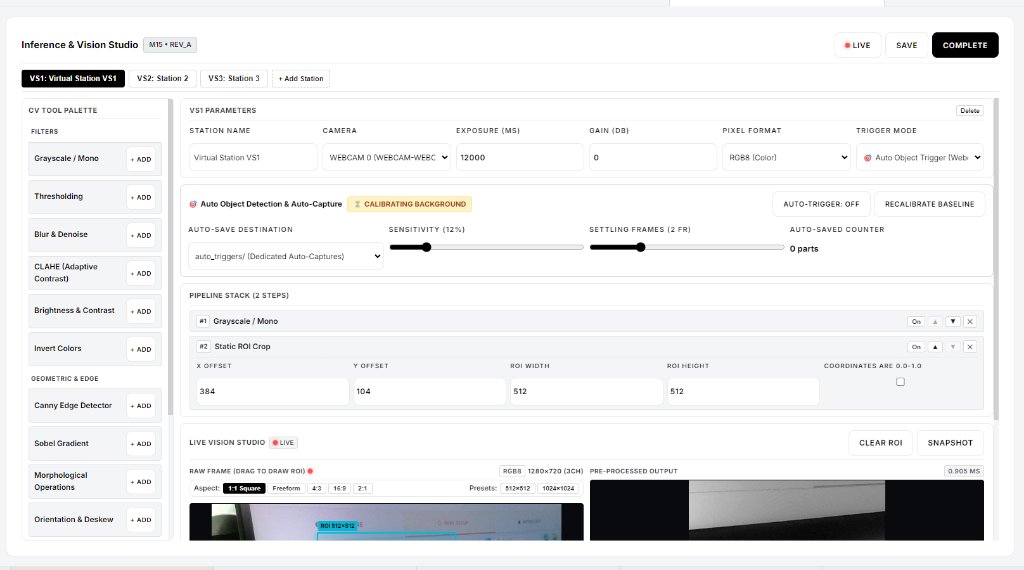 Inference & Vision Studio M15 • REV_A
LIVE SAVE COMPLETE
VS1: Virtual Station VS1 VS2: Station 2 VS3: Station 3 + Add Station
CV TOOL PALETTE
FILTERS
Grayscale / Mono + ADD
Thresholding + ADD
Blur & Denoise + ADD
CLAHE (Adaptive
Contrast) + ADD
Brightness & Contrast + ADD
Invert Colors + ADD
GEOMETRIC & EDGE
Canny Edge Detector + ADD
Sobel Gradient + ADD
Morphological
Operations + ADD
Orientation & Deskew + ADD
VS1 PARAMETERS Delete
STATION NAME CAMERA EXPOSURE (MS) GAIN (DB) PIXEL FORMAT TRIGGER MODE
Virtual Station VS1 WEBCAM 0 (WEBCAM-WEBC 12000 0 RGB8 (Color) Auto Object Trigger (Web
Auto Object Detection & Auto-Capture CALIBRATING BACKGROUND AUTO-TRIGGER: OFF RECALIBRATE BASELINE
AUTO-SAVE DESTINATION SENSITIVITY (12%) SETTLING FRAMES (2 FR) AUTO-SAVED COUNTER
auto_triggers/ (Dedicated Auto-Captures) 0 parts
PIPELINE STACK (2 STEPS)
#1 Grayscale / Mono On ▲ ▼ ✕
#2 Static ROI Crop On ▲ ▼ ✕
X OFFSET Y OFFSET ROI WIDTH ROI HEIGHT COORDINATES ARE 0.0-1.0
384 104 512 512
LIVE VISION STUDIO LIVE CLEAR ROI SNAPSHOT
RAW FRAME (DRAG TO DRAW ROI) RGB8 1280×720 (3CH) PRE-PROCESSED OUTPUT 0.905 MS
Aspect: 1:1 Square Freeform 4:3 16:9 2:1 Presets: 512×512 1024×1024
ROI 512×512